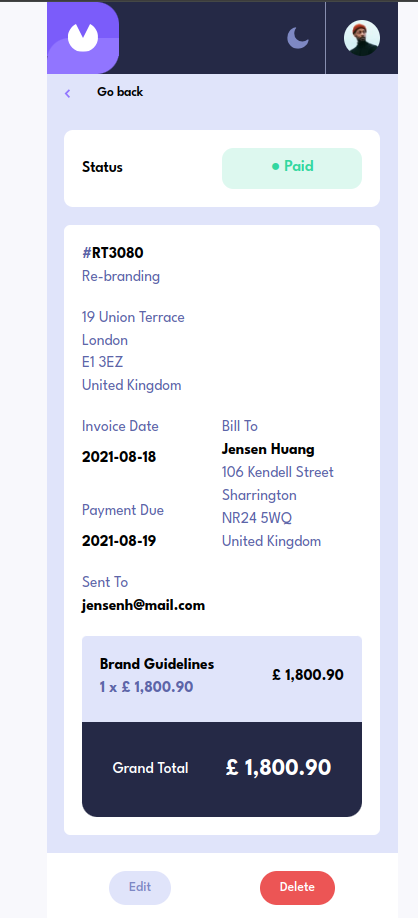 Go back
Status
Paid
#RT3080
Re-branding
19 Union Terrace
London
E1 3EZ
United Kingdom
Invoice Date
2021-08-18
Payment Due
2021-08-19
Bill To
Jensen Huang
106 Kendell Street
Sharrington
NR24 5WQ
United Kingdom
Sent To
jensenh@mail.com
Brand Guidelines
1 x £ 1,800.90
£ 1,800.90
Grand Total
£ 1,800.90
Edit
Delete